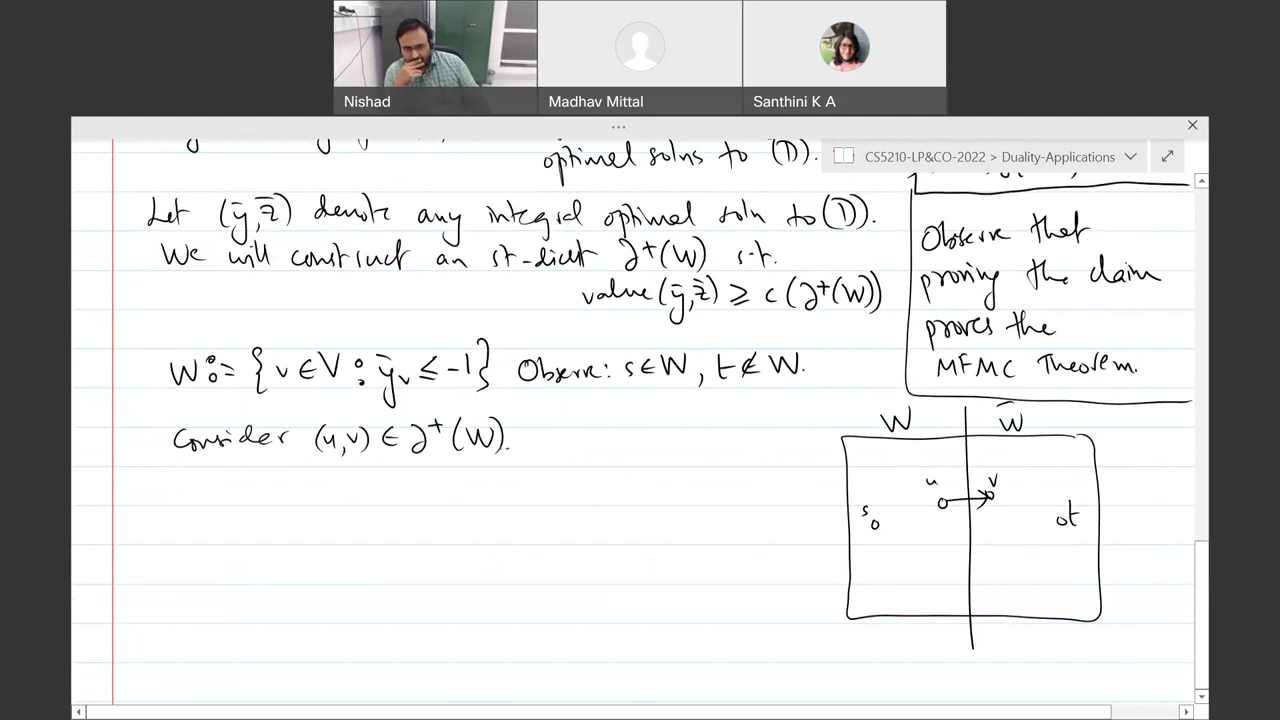 Nishad
Madhav Mittal
Santhini K A
CS5210-LP&CO-2022 > Duality-Applications
optimal solns to (D).
Let (ȳ,z̄) denote any integral optimal soln to (D).
We will construct an st-dicut ∂⁺(W) s.t.
value(ȳ,z̄) ≥ c(∂⁺(W))
W := {v ∈ V : ȳᵥ ≤ -1} Observe: s ∈ W, t ∉ W.
Consider (u,v) ∈ ∂⁺(W).
Observe that
proving the claim
proves the
MFMC Theorem.
W W̄
u v
s t